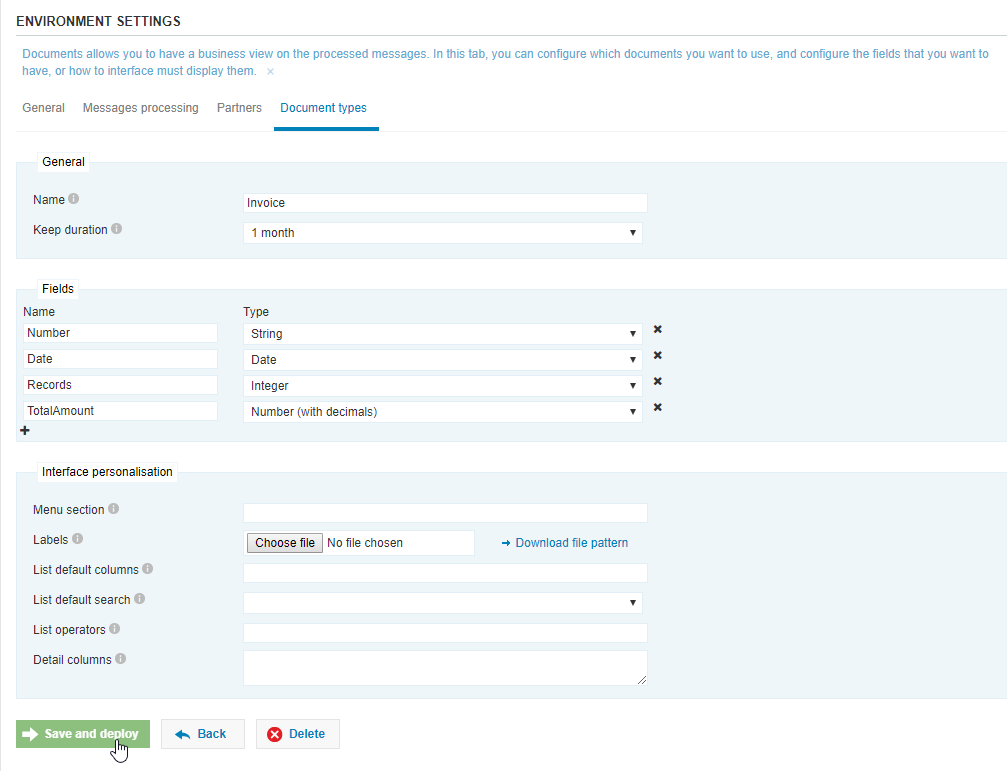 ENVIRONMENT SETTINGS
Documents allows you to have a business view on the processed messages. In this tab, you can configure which documents you want to use, and configure the fields that you want to
have, or how to interface must display them. ×
General Messages processing Partners Document types
General
Name Invoice
Keep duration 1 month
Fields
Name Type
Number String
Date Date
Records Integer
TotalAmount Number (with decimals)
Interface personalisation
Menu section
Labels Choose file No file chosen Download file pattern
List default columns
List default search
List operators
Detail columns
Save and deploy Back Delete